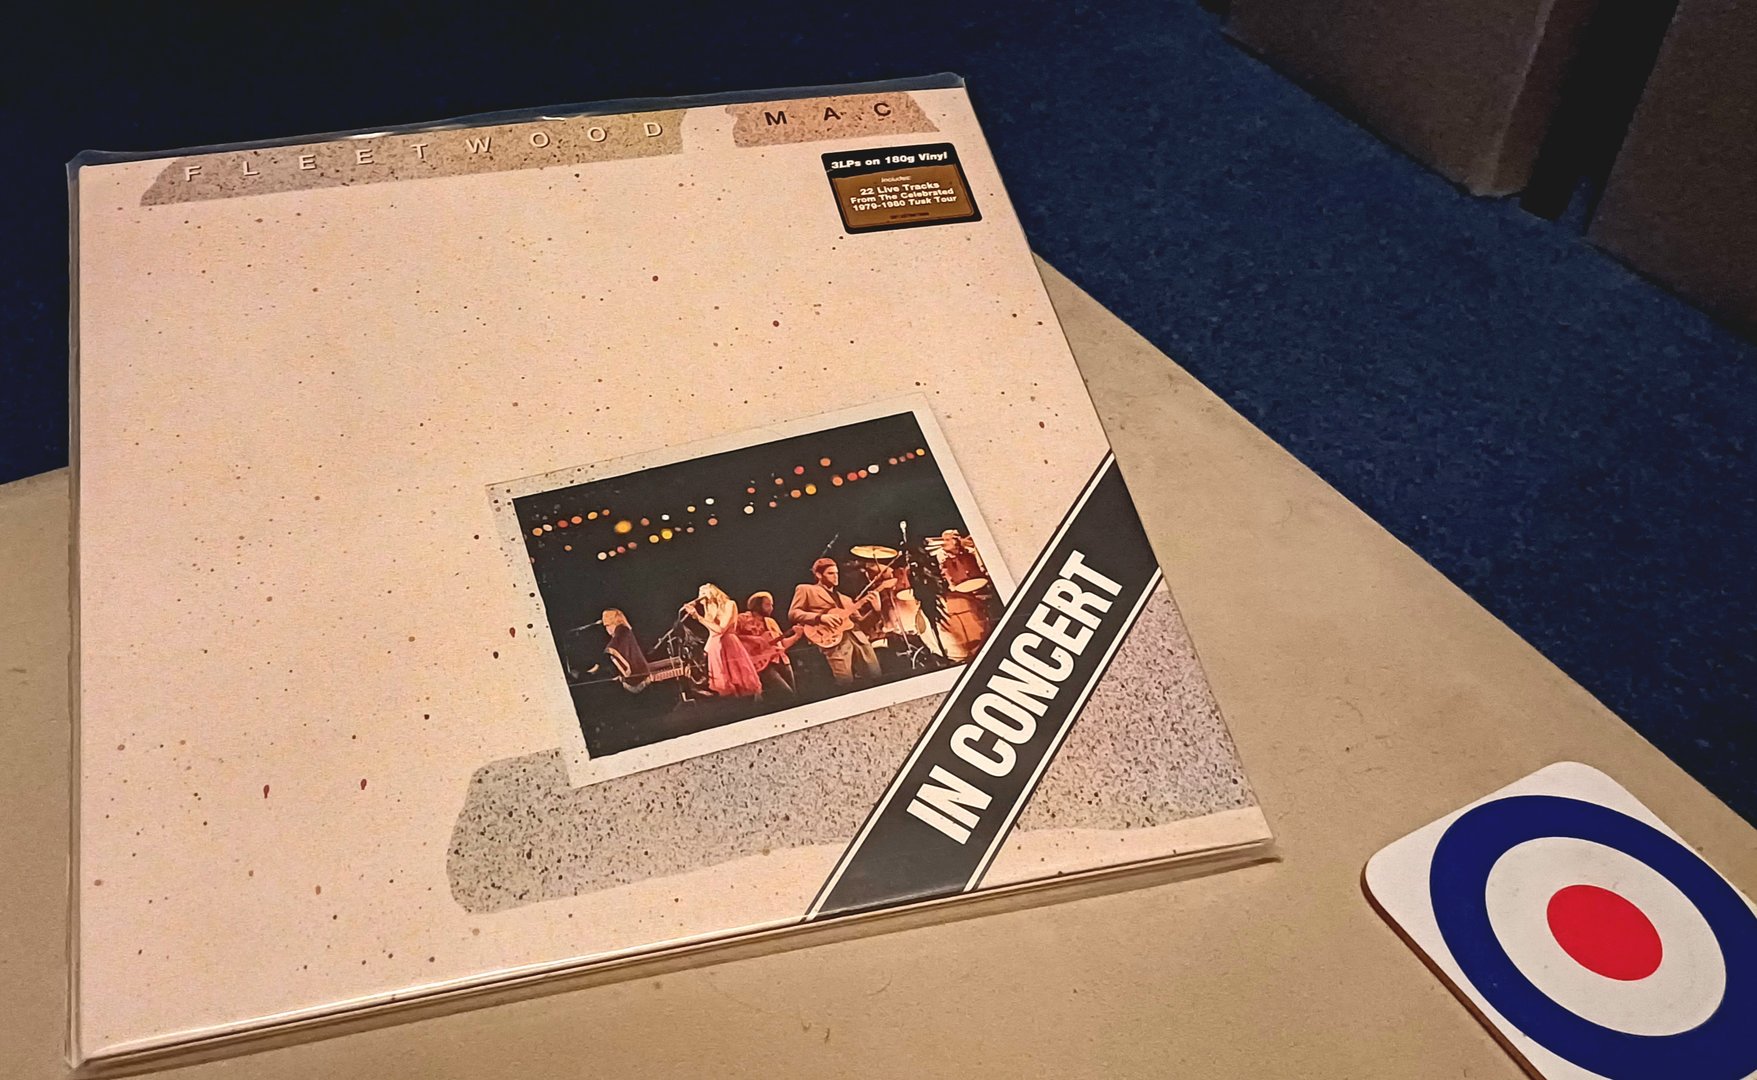 FLEETWOOD MAC
3LPs on 180g Vinyl
Includes:
22 Live Tracks
From The Celebrated
1979-1980 Tusk Tour
IN CONCERT